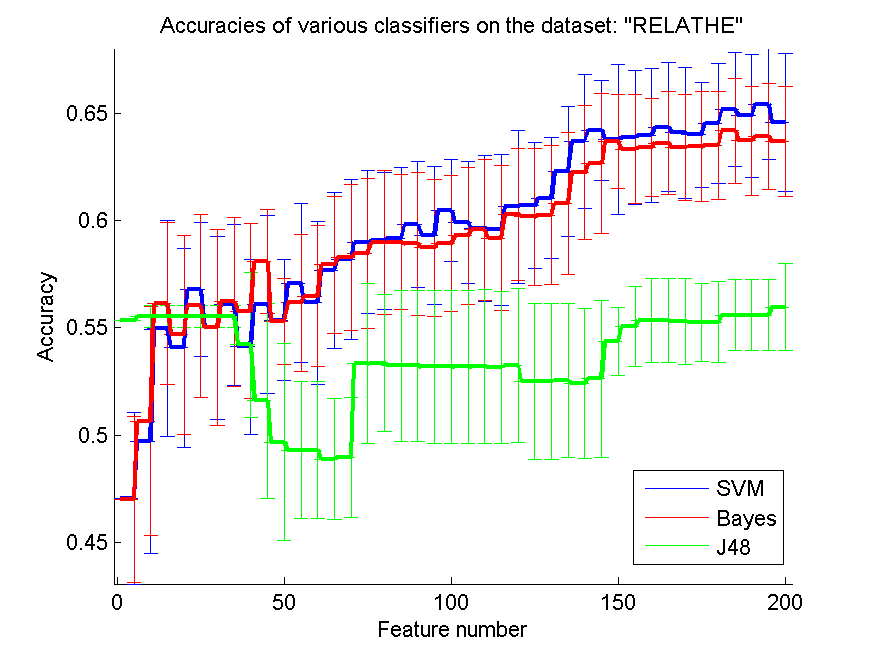 Accuracies of various classifiers on the dataset: "RELATHE"
0.65
0.6
0.55
0.5
0.45
Accuracy
SVM
Bayes
J48
0 50 100 150 200
Feature number